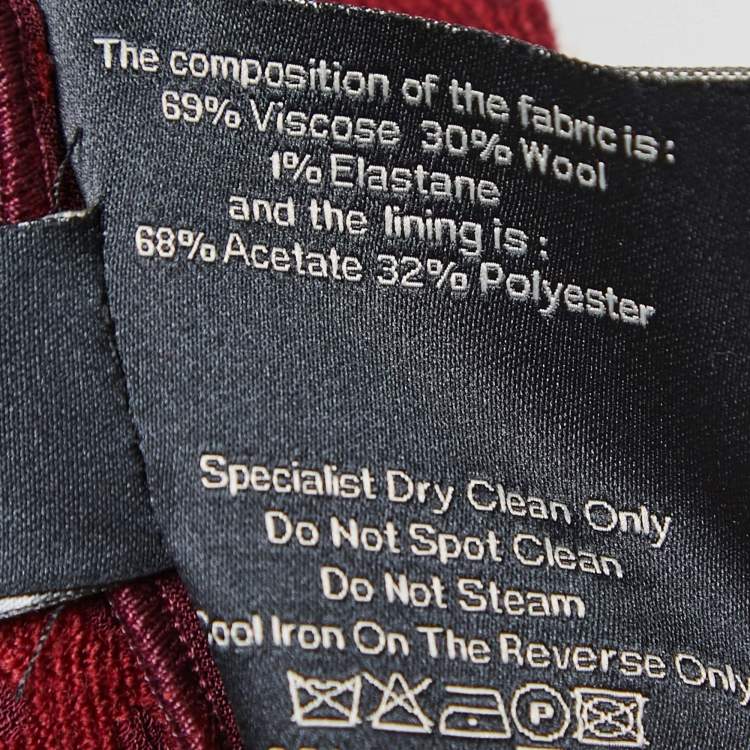 The composition of the fabric is:
69% Viscose 30% Wool
1% Elastane
and the lining is:
68% Acetate 32% Polyester
Specialist Dry Clean Only
Do Not Spot Clean
Do Not Steam
Cool Iron On The Reverse Only
P